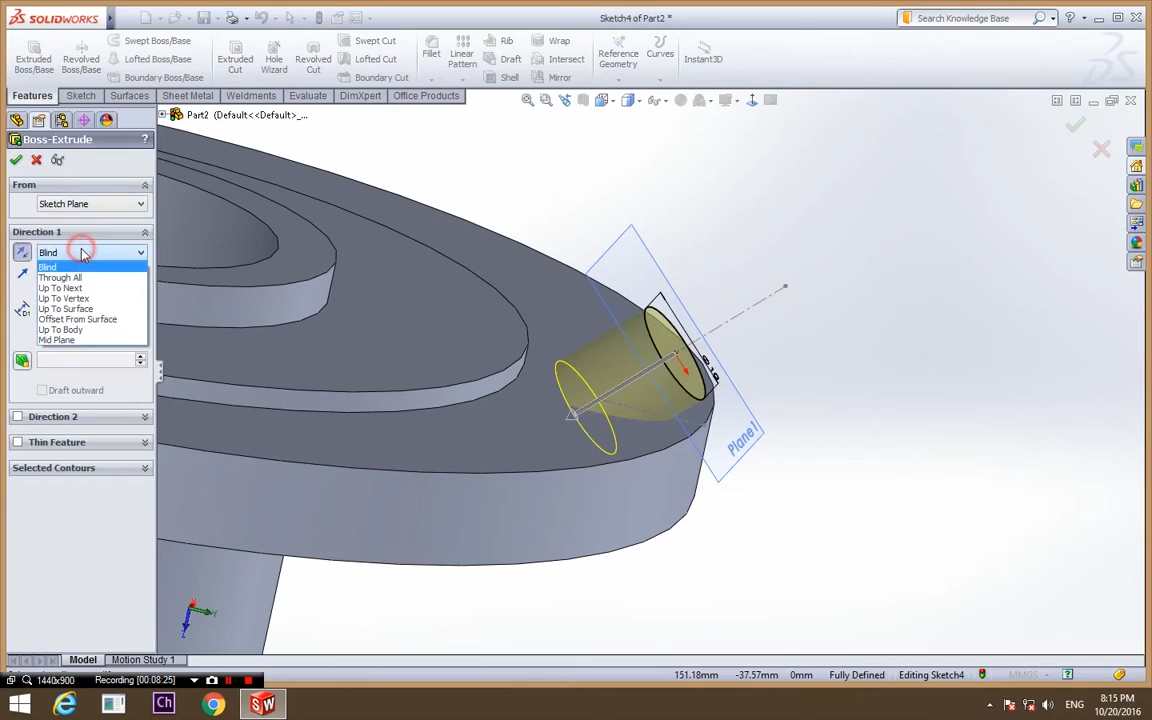 SOLIDWORKS
Sketch4 of Part2 *
Search Knowledge Base
Extruded Boss/Base
Revolved Boss/Base
Swept Boss/Base
Lofted Boss/Base
Boundary Boss/Base
Extruded Cut
Hole Wizard
Revolved Cut
Swept Cut
Lofted Cut
Boundary Cut
Fillet
Linear Pattern
Rib
Draft
Shell
Wrap
Intersect
Mirror
Reference Geometry
Curves
Instant3D
Features
Sketch
Surfaces
Sheet Metal
Weldments
Evaluate
DimXpert
Office Products
Part2 (Default<<Default>_...
Boss-Extrude
?
From
Sketch Plane
Direction 1
Blind
Blind
Through All
Up To Next
Up To Vertex
Up To Surface
Offset From Surface
Up To Body
Mid Plane
Draft outward
Direction 2
Thin Feature
Selected Contours
Plane1
X
Y
Z
Model
Motion Study 1
1440x900
Recording [00:08:25]
151.18mm
-37.57mm
0mm
Fully Defined
Editing Sketch4
MMGS
?
Ch
SW
ENG
8:15 PM
10/20/2016